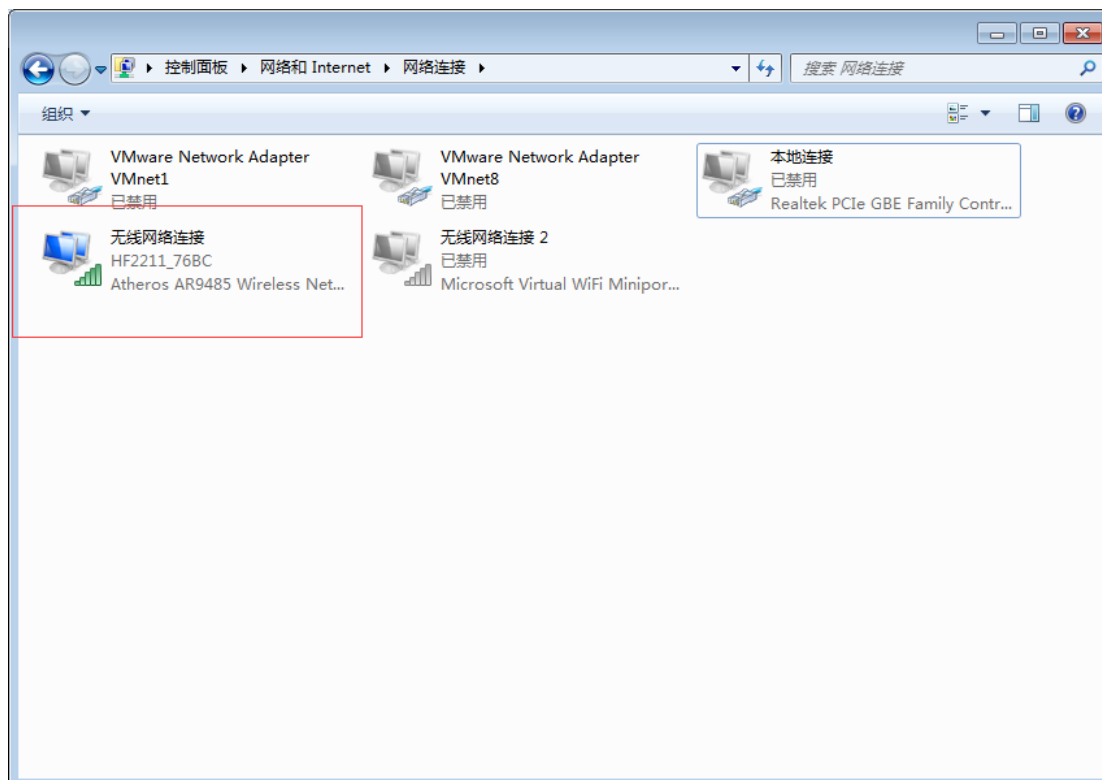 控制面板 网络和 Internet 网络连接
搜索 网络连接
组织
VMware Network Adapter
VMnet1
已禁用
VMware Network Adapter
VMnet8
已禁用
本地连接
已禁用
Realtek PCIe GBE Family Contr...
无线网络连接
HF2211_76BC
Atheros AR9485 Wireless Net...
无线网络连接 2
已禁用
Microsoft Virtual WiFi Minipor...